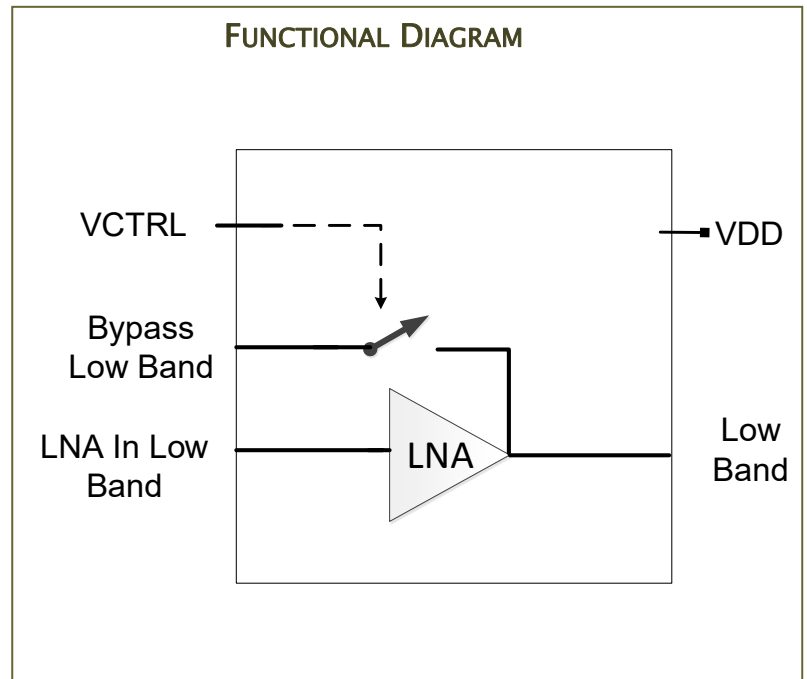 FUNCTIONAL DIAGRAM
VCTRL
VDD
Bypass
Low Band
LNA In Low
Band
LNA
Low
Band